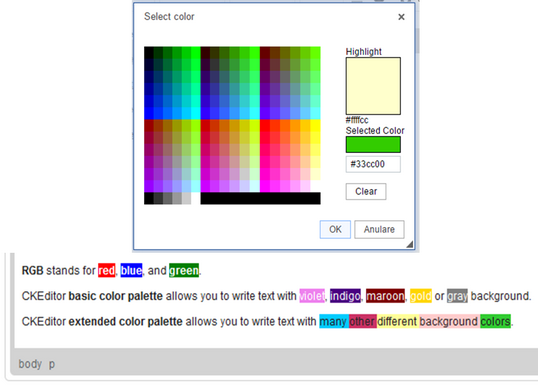 Select color ×
Highlight
#ffffcc
Selected Color
#33cc00
Clear
OK Anulare
RGB stands for red, blue, and green.
CKEditor basic color palette allows you to write text with violet, indigo, maroon, gold or gray background.
CKEditor extended color palette allows you to write text with many other different background colors.
body p